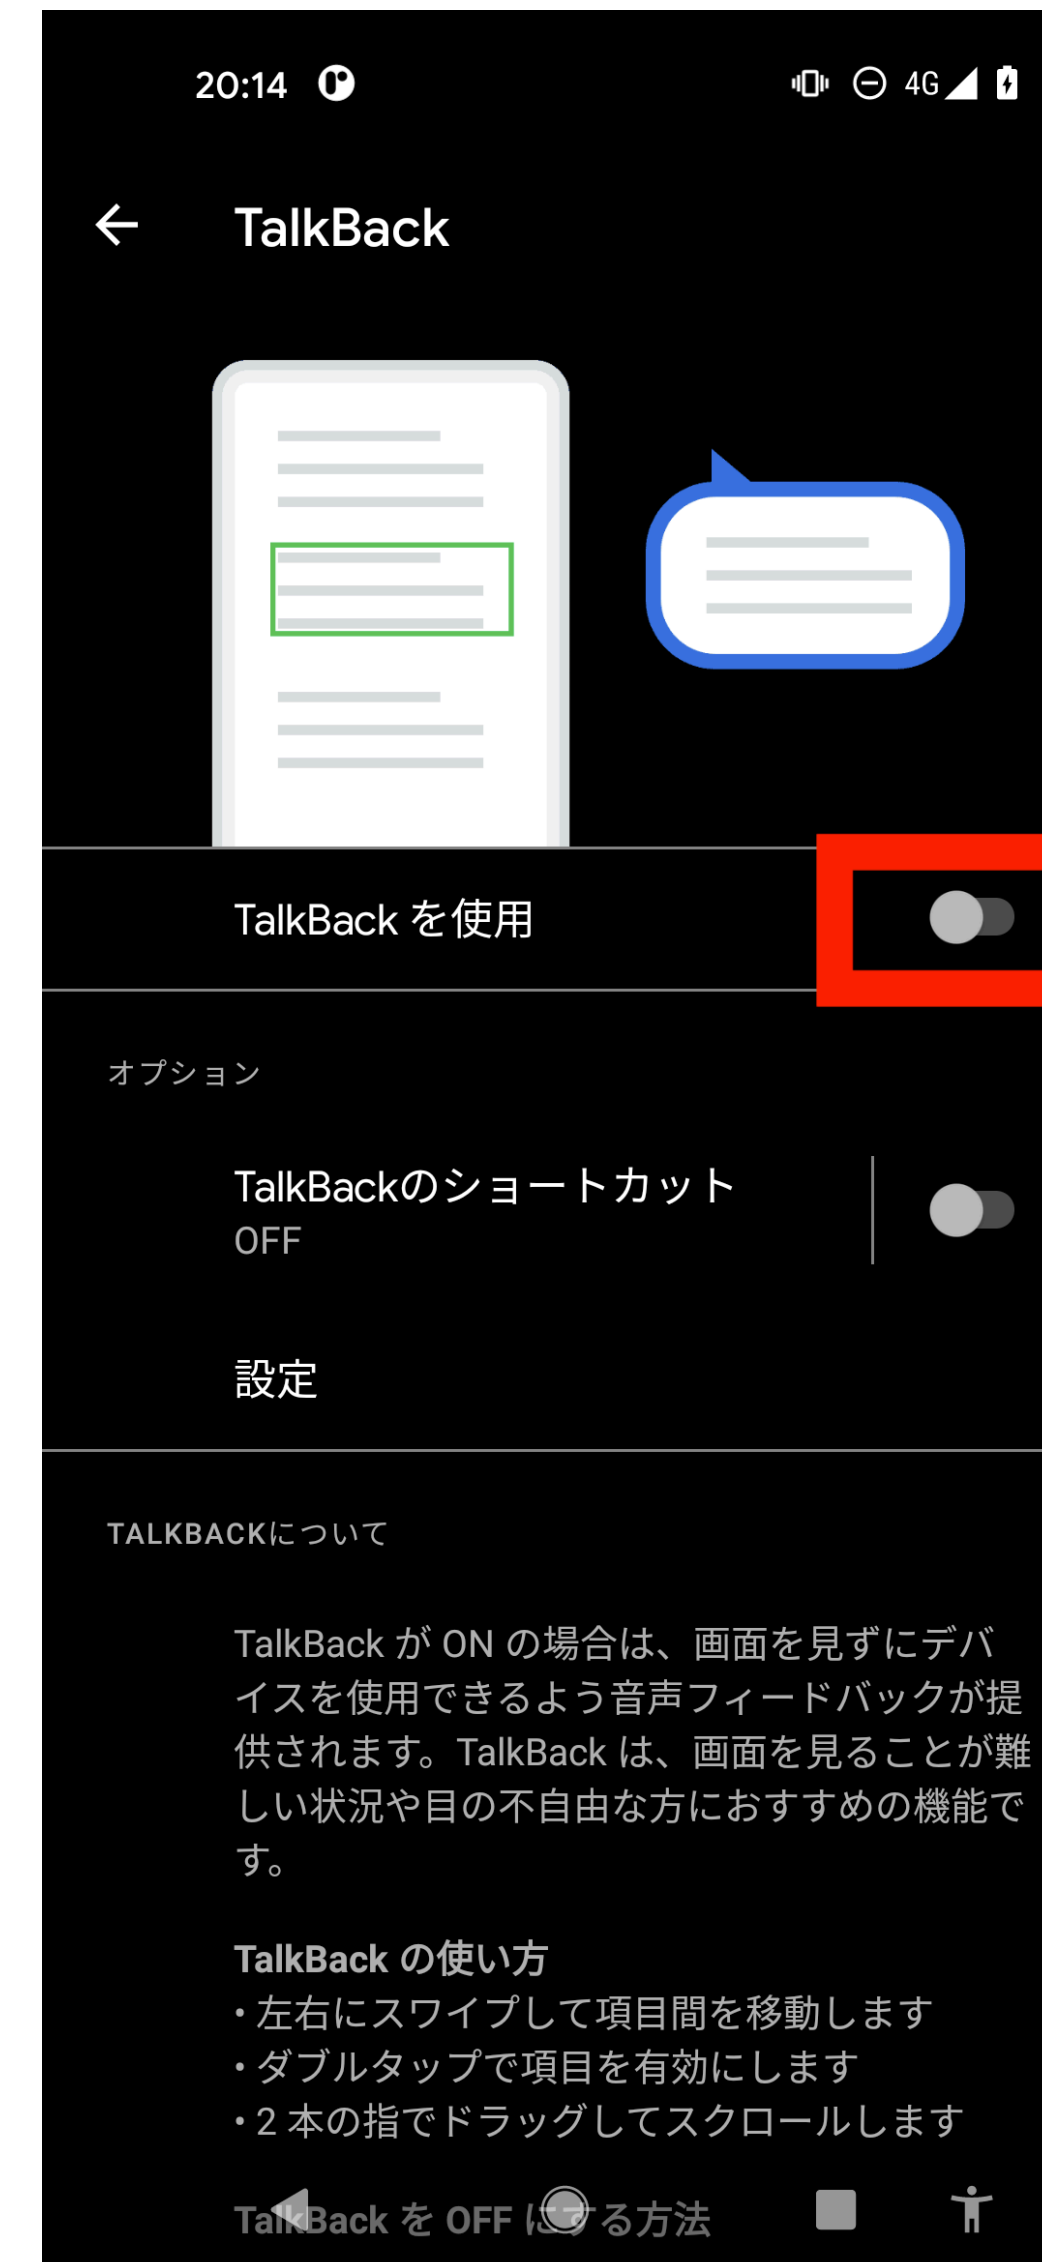 20:14 4G
TalkBack
TalkBack を使用
オプション
TalkBackのショートカット
OFF
設定
TALKBACKについて
TalkBack が ON の場合は、画面を見ずにデバ
イスを使用できるよう音声フィードバックが提
供されます。TalkBack は、画面を見ることが難
しい状況や目の不自由な方におすすめの機能で
す。
TalkBack の使い方
• 左右にスワイプして項目間を移動します
• ダブルタップで項目を有効にします
• 2 本の指でドラッグしてスクロールします
TalkBack を OFF にする方法